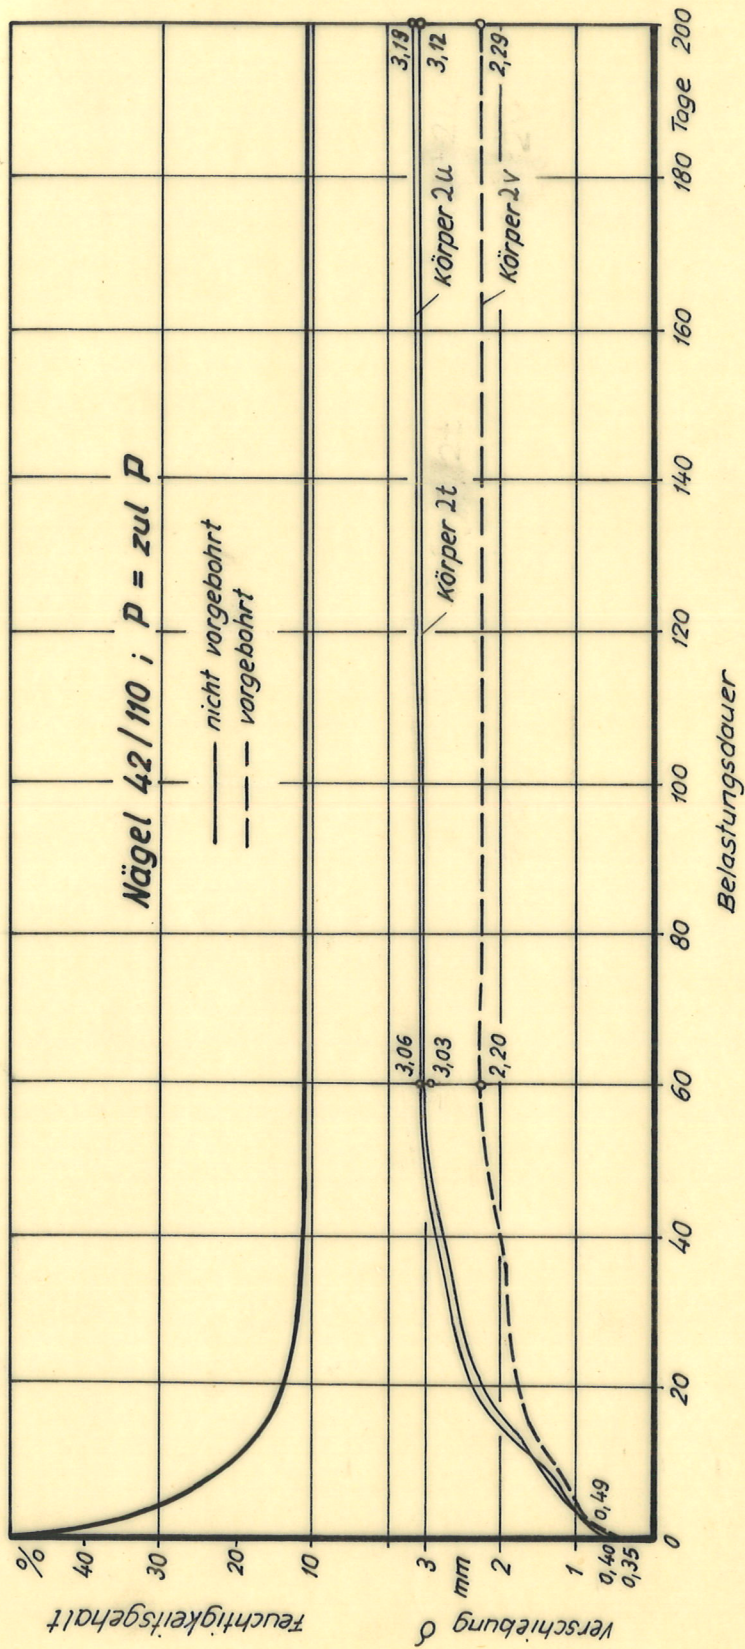 Nägel 42/110 ; P = zul P
nicht vorgebohrt
vorgebohrt
Feuchtigkeitsgehalt
%
40
30
20
10
Verschiebung δ
mm
3
2
1
0,40
0,35
0,49
3,06
3,03
2,20
Körper 2t
Körper 2u
Körper 2v
3,19
3,12
2,29
0 20 40 60 80 100 120 140 160 180 Tage 200
Belastungsdauer